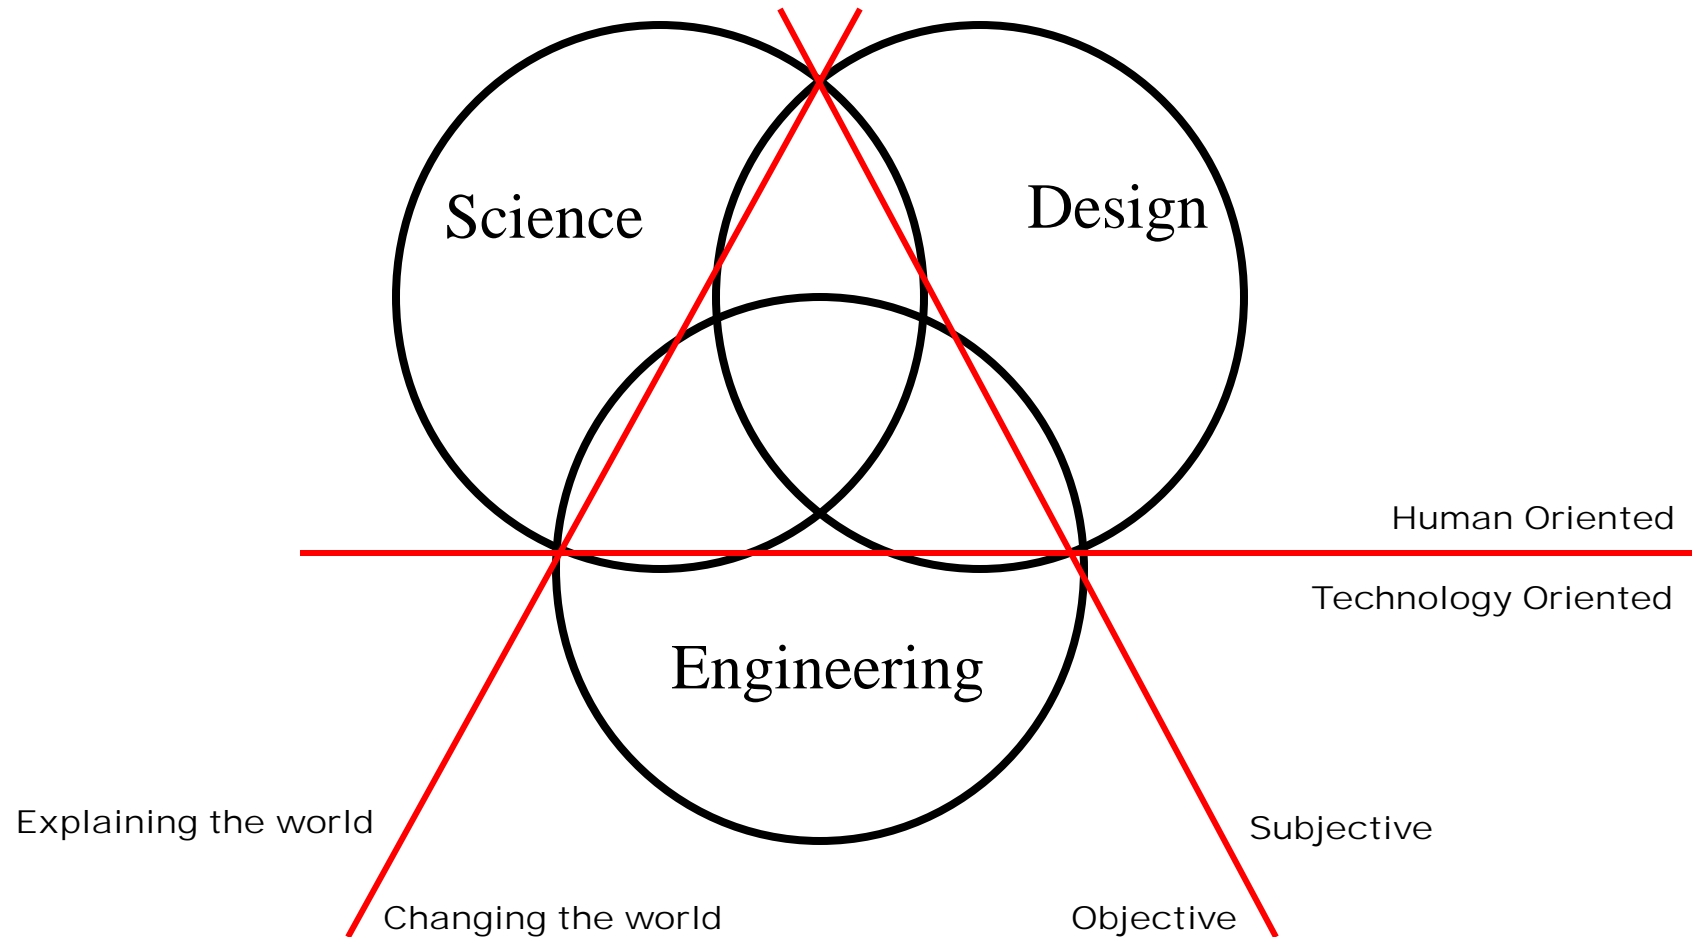 Science
Design
Human Oriented
Technology Oriented
Engineering
Explaining the world
Subjective
Changing the world
Objective